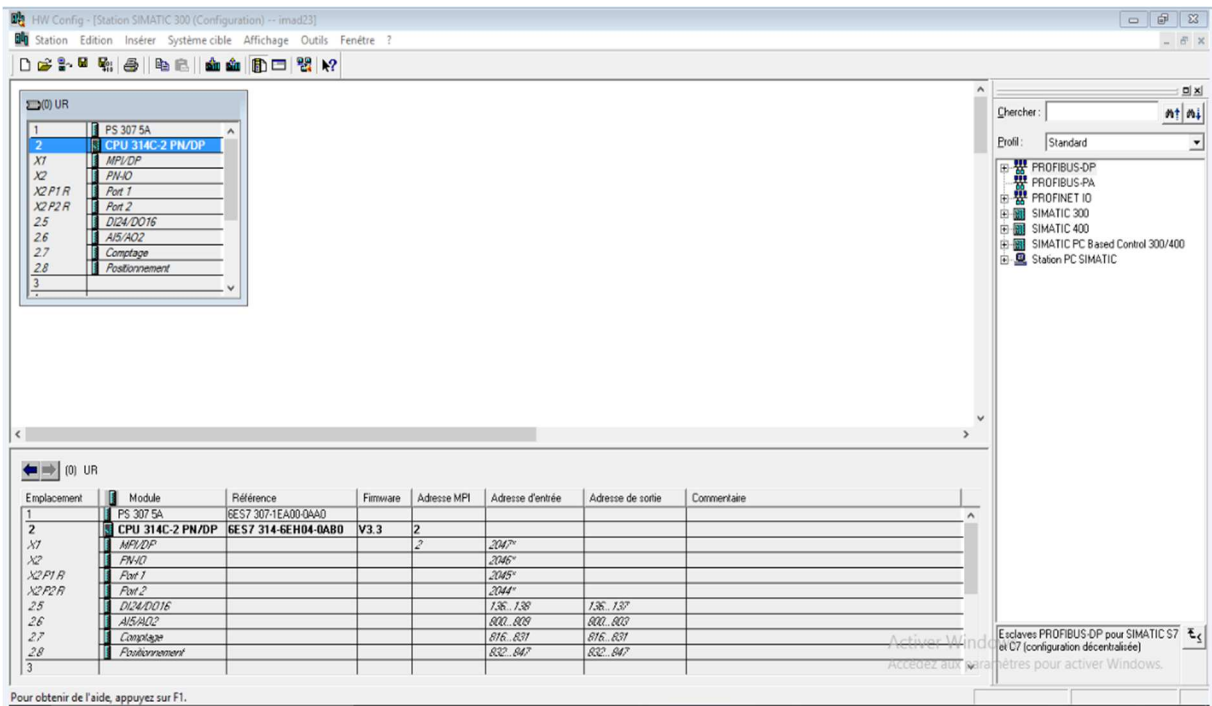 HW Config - [Station SIMATIC 300 (Configuration) -- imad23]
Station Edition Insérer Système cible Affichage Outils Fenêtre ?
(0) UR
1 PS 307 5A
2 CPU 314C-2 PN/DP
X1 MPI/DP
X2 PN-IO
X2 P1 R Port 1
X2 P2 R Port 2
2.5 DI24/DO16
2.6 AI5/AO2
2.7 Comptage
2.8 Positionnement
3
Chercher :
Profil : Standard
PROFIBUS-DP
PROFIBUS-PA
PROFINET IO
SIMATIC 300
SIMATIC 400
SIMATIC PC Based Control 300/400
Station PC SIMATIC
(0) UR
Emplacement Module Référence Firmware Adresse MPI Adresse d'entrée Adresse de sortie Commentaire
1 PS 307 5A 6ES7 307-1EA00-0AA0
2 CPU 314C-2 PN/DP 6ES7 314-6EH04-0AB0 V3.3 2
X1 MPI/DP 2 2047*
X2 PN-IO 2046*
X2 P1 R Port 1 2045*
X2 P2 R Port 2 2044*
2.5 DI24/DO16 136...138 136...137
2.6 AI5/AO2 800...809 800...803
2.7 Comptage 816...831 816...831
2.8 Positionnement 832...847 832...847
3
Esclaves PROFIBUS-DP pour SIMATIC S7
et C7 (configuration décentralisée)
Activer Windows
Accédez aux paramètres pour activer Windows.
Pour obtenir de l'aide, appuyez sur F1.